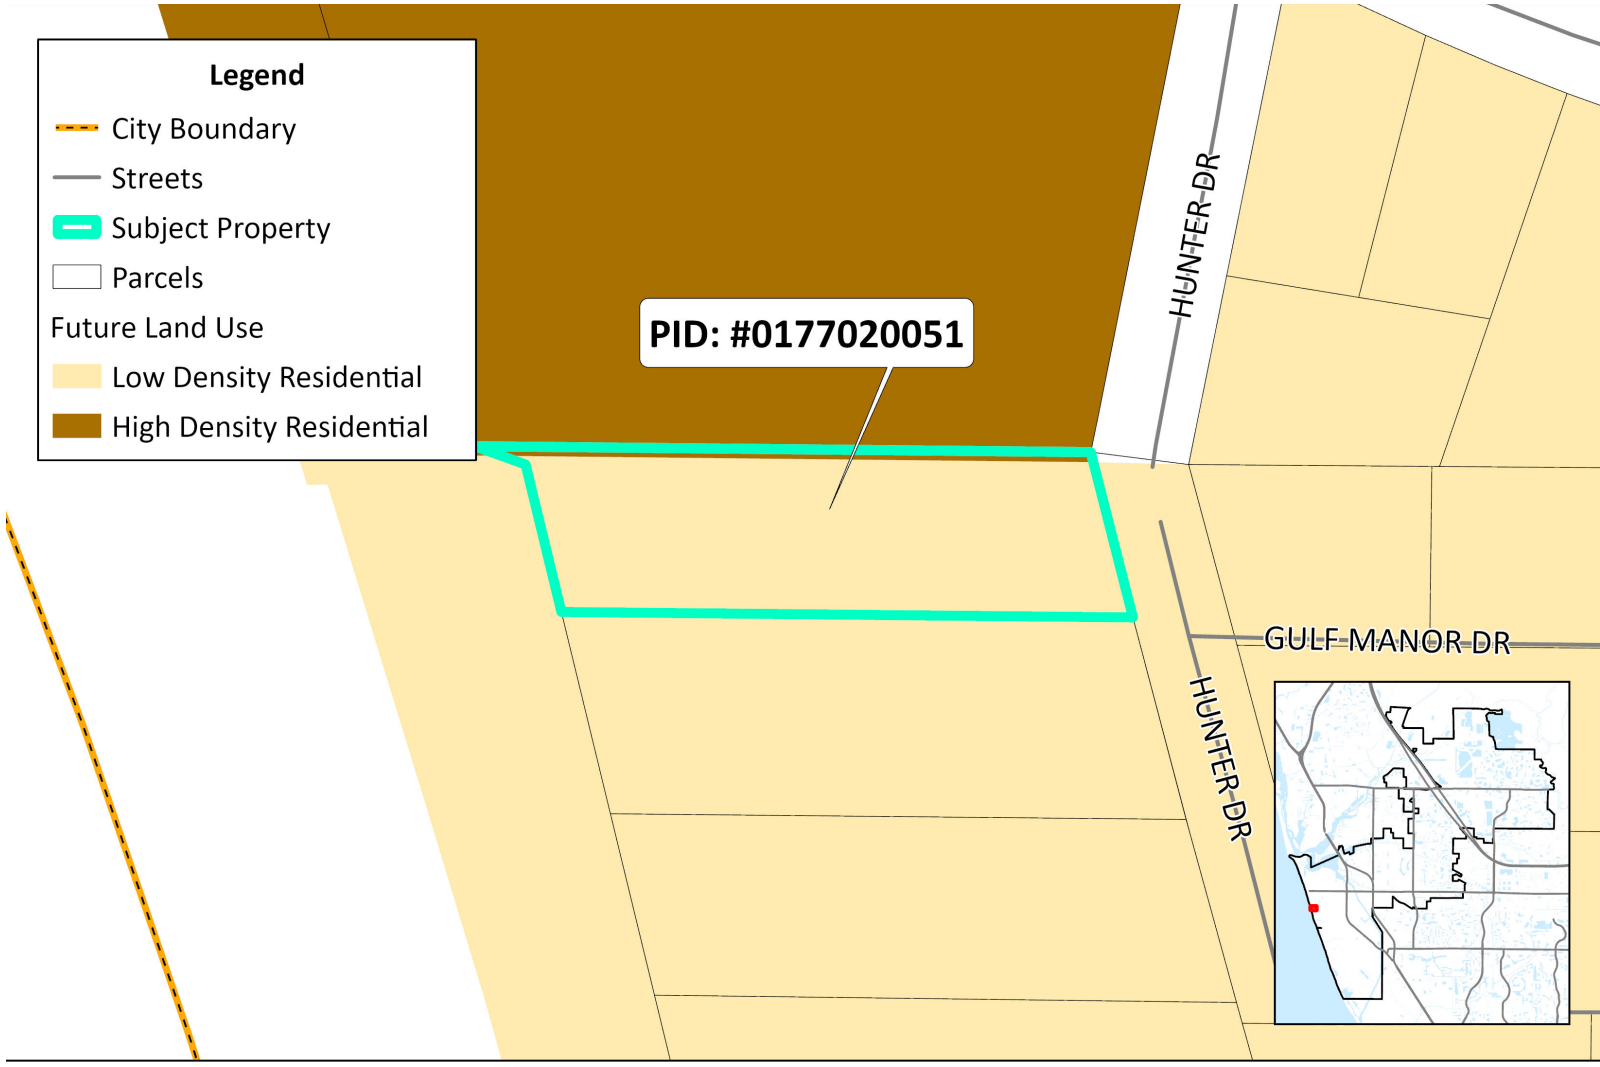 Legend
City Boundary
Streets
Subject Property
Parcels
Future Land Use
Low Density Residential
High Density Residential
PID: #0177020051
HUNTER DR
GULF MANOR DR
HUNTER DR